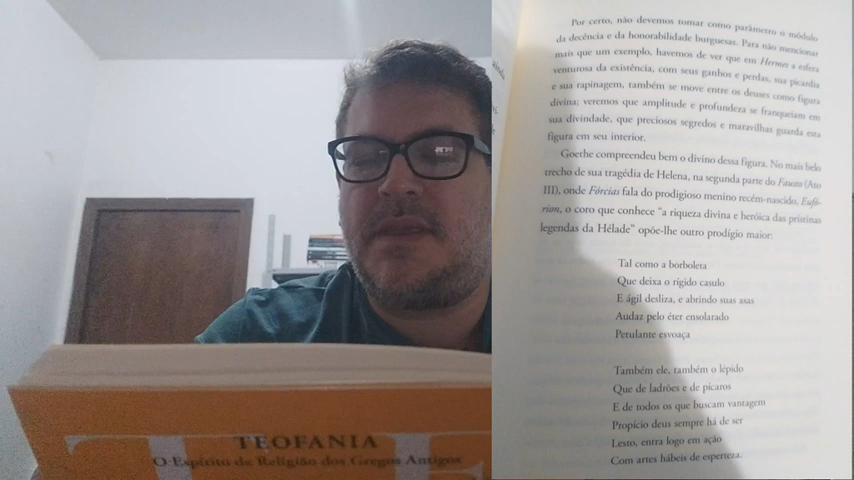 TEOFANIA
O Espírito da Religião dos Gregos Antigos
Por certo, não devemos tomar como parâmetro o módulo
da decência e da honorabilidade burguesas. Para não mencionar
mais que um exemplo, havemos de ver que em Hermes a esfera
venturosa da existência, com seus ganhos e perdas, sua picardia
e sua rapinagem, também se move entre os deuses como figura
divina; veremos que amplitude e profundeza se franqueiam em
sua divindade, que preciosos segredos e maravilhas guarda esta
figura em seu interior.
Goethe compreendeu bem o divino dessa figura. No mais belo
trecho de sua tragédia de Helena, na segunda parte do Fausto (Ato
III), onde Fórcias fala do prodigioso menino recém-nascido, Eufó-
rion, o coro que conhece "a riqueza divina e heróica das prístinas
legendas da Hélade" opõe-lhe outro prodígio maior:
Tal como a borboleta
Que deixa o rígido casulo
E ágil desliza, e abrindo suas asas
Audaz pelo éter ensolarado
Petulante esvoaça
Também ele, também o lépido
Que de ladrões e de pícaros
E de todos os que buscam vantagem
Propício deus sempre há de ser
Lesto, entra logo em ação
Com artes hábeis de esperteza.